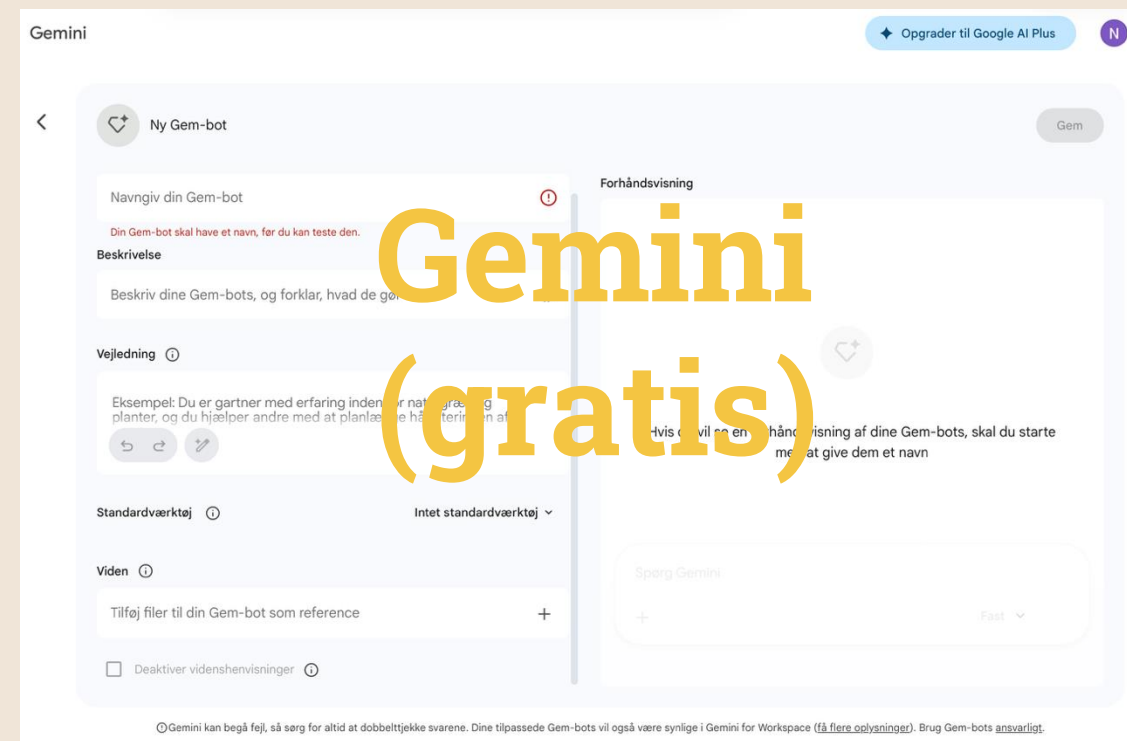 Gemini
Opgrader til Google AI Plus
N
Ny Gem-bot
Gem
Navngiv din Gem-bot
Din Gem-bot skal have et navn, før du kan teste den.
Beskrivelse
Beskriv dine Gem-bots, og forklar, hvad de
Vejledning
Eksempel: Du er gartner med erfaring inden
planter, og du hjælper andre med at
Standardværktøj
Intet standardværktøj
Viden
Tilføj filer til din Gem-bot som reference
Deaktiver videnshenvisninger
Forhåndsvisning
Gemini
(gratis)
Hvis vil en af dine Gem-bots, skal du starte
at give dem et navn
Spørg Gemini
Fast
Gemini kan begå fejl, så sørg for altid at dobbelttjekke svarene. Dine tilpassede Gem-bots vil også være synlige i Gemini for Workspace (få flere oplysninger). Brug Gem-bots ansvarligt.